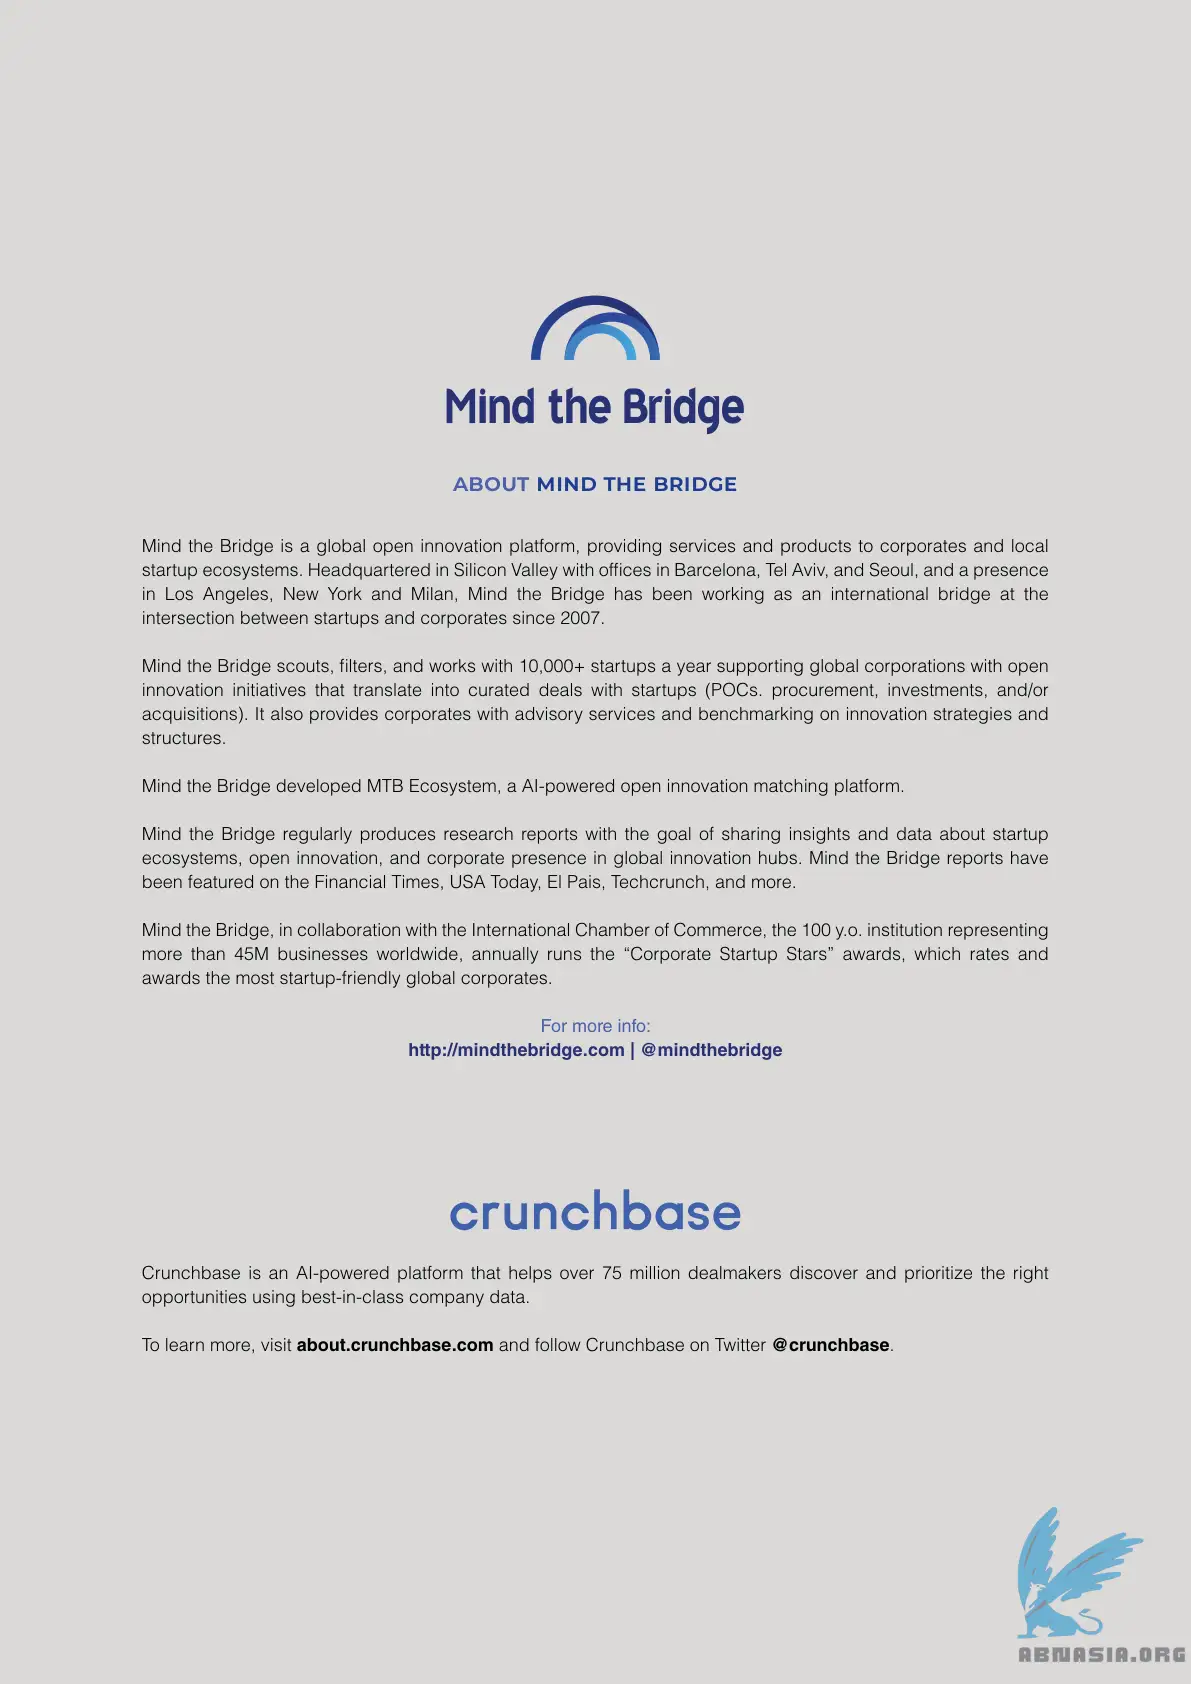 Mind the Bridge
ABOUT MIND THE BRIDGE
Mind the Bridge is a global open innovation platform, providing services and products to corporates and local
startup ecosystems. Headquartered in Silicon Valley with offices in Barcelona, Tel Aviv, and Seoul, and a presence
in Los Angeles, New York and Milan, Mind the Bridge has been working as an international bridge at the
intersection between startups and corporates since 2007.
Mind the Bridge scouts, filters, and works with 10,000+ startups a year supporting global corporations with open
innovation initiatives that translate into curated deals with startups (POCs. procurement, investments, and/or
acquisitions). It also provides corporates with advisory services and benchmarking on innovation strategies and
structures.
Mind the Bridge developed MTB Ecosystem, a AI-powered open innovation matching platform.
Mind the Bridge regularly produces research reports with the goal of sharing insights and data about startup
ecosystems, open innovation, and corporate presence in global innovation hubs. Mind the Bridge reports have
been featured on the Financial Times, USA Today, El Pais, Techcrunch, and more.
Mind the Bridge, in collaboration with the International Chamber of Commerce, the 100 y.o. institution representing
more than 45M businesses worldwide, annually runs the “Corporate Startup Stars” awards, which rates and
awards the most startup-friendly global corporates.
For more info:
http://mindthebridge.com | @mindthebridge
crunchbase
Crunchbase is an AI-powered platform that helps over 75 million dealmakers discover and prioritize the right
opportunities using best-in-class company data.
To learn more, visit about.crunchbase.com and follow Crunchbase on Twitter @crunchbase.
ABNASIA.ORG